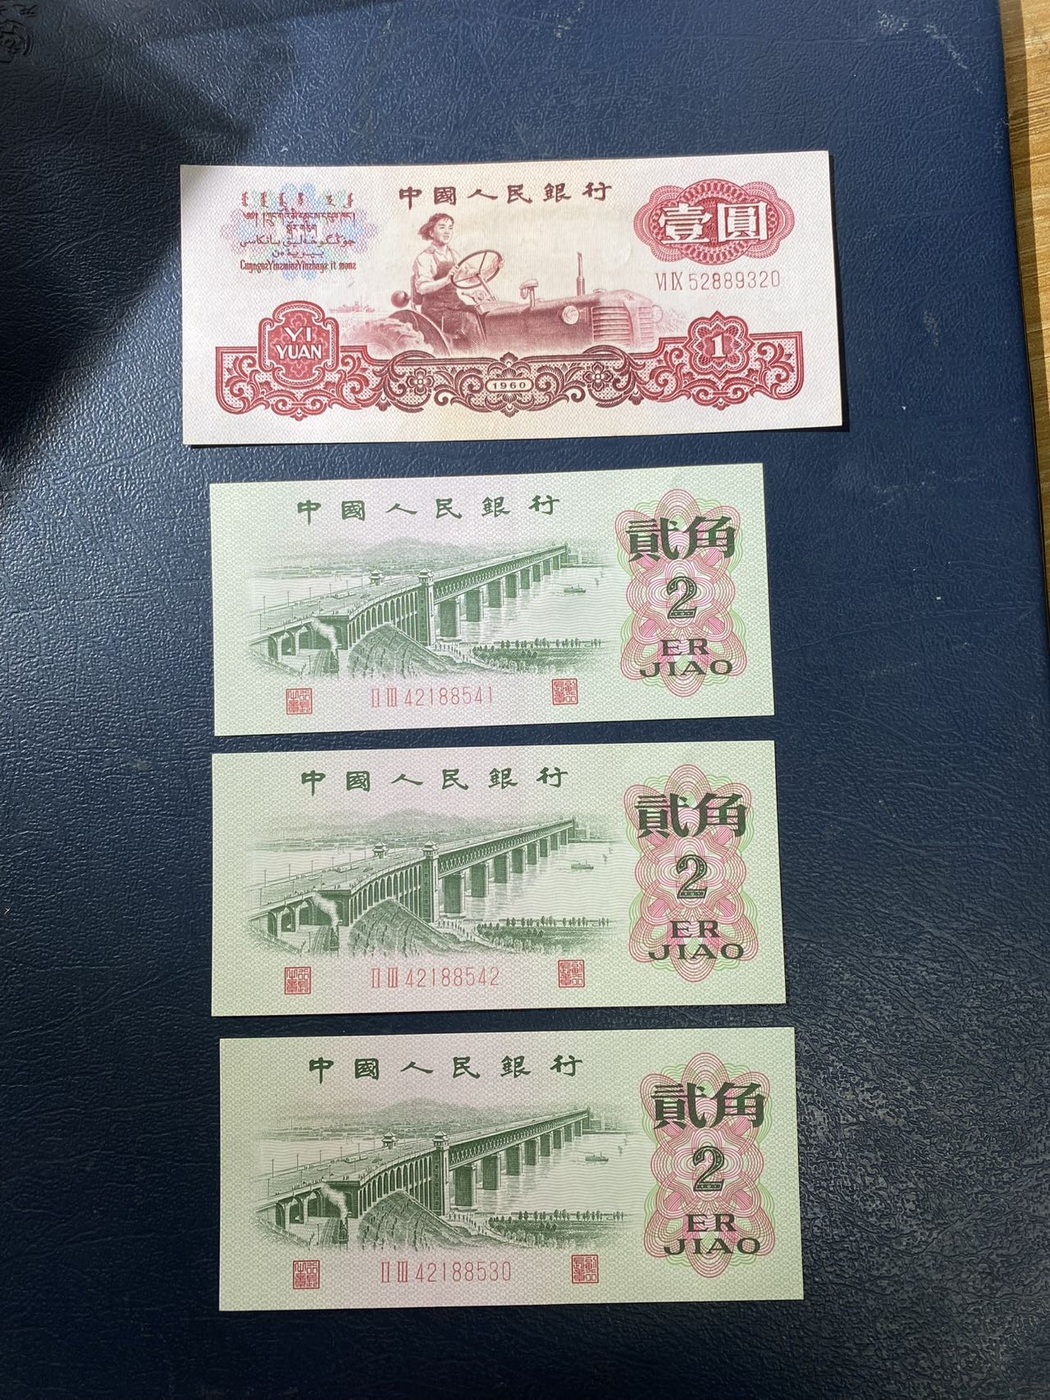 中國人民銀行
壹圓
VI IX 52889320
YI
YUAN
1
1960
中國人民銀行
貳角
2
ER
JIAO
II III 42188541
中國人民銀行
貳角
2
ER
JIAO
II III 42188542
中國人民銀行
貳角
2
ER
JIAO
II III 42188530